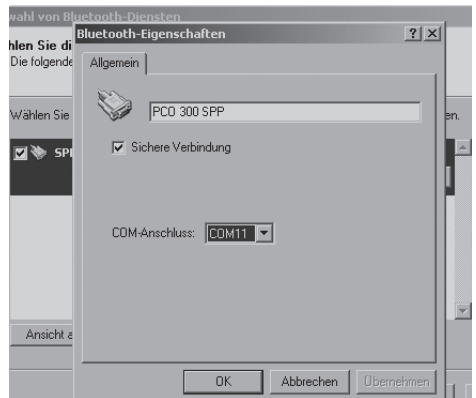 wahl von Bluetooth-Diensten
Bluetooth-Eigenschaften
hlen Sie di
Die folgende
Allgemein
PCO 300 SPP
Wählen Sie
en.
Sichere Verbindung
SPP
COM-Anschluss: COM11
Ansicht a
OK Abbrechen Übernehmen